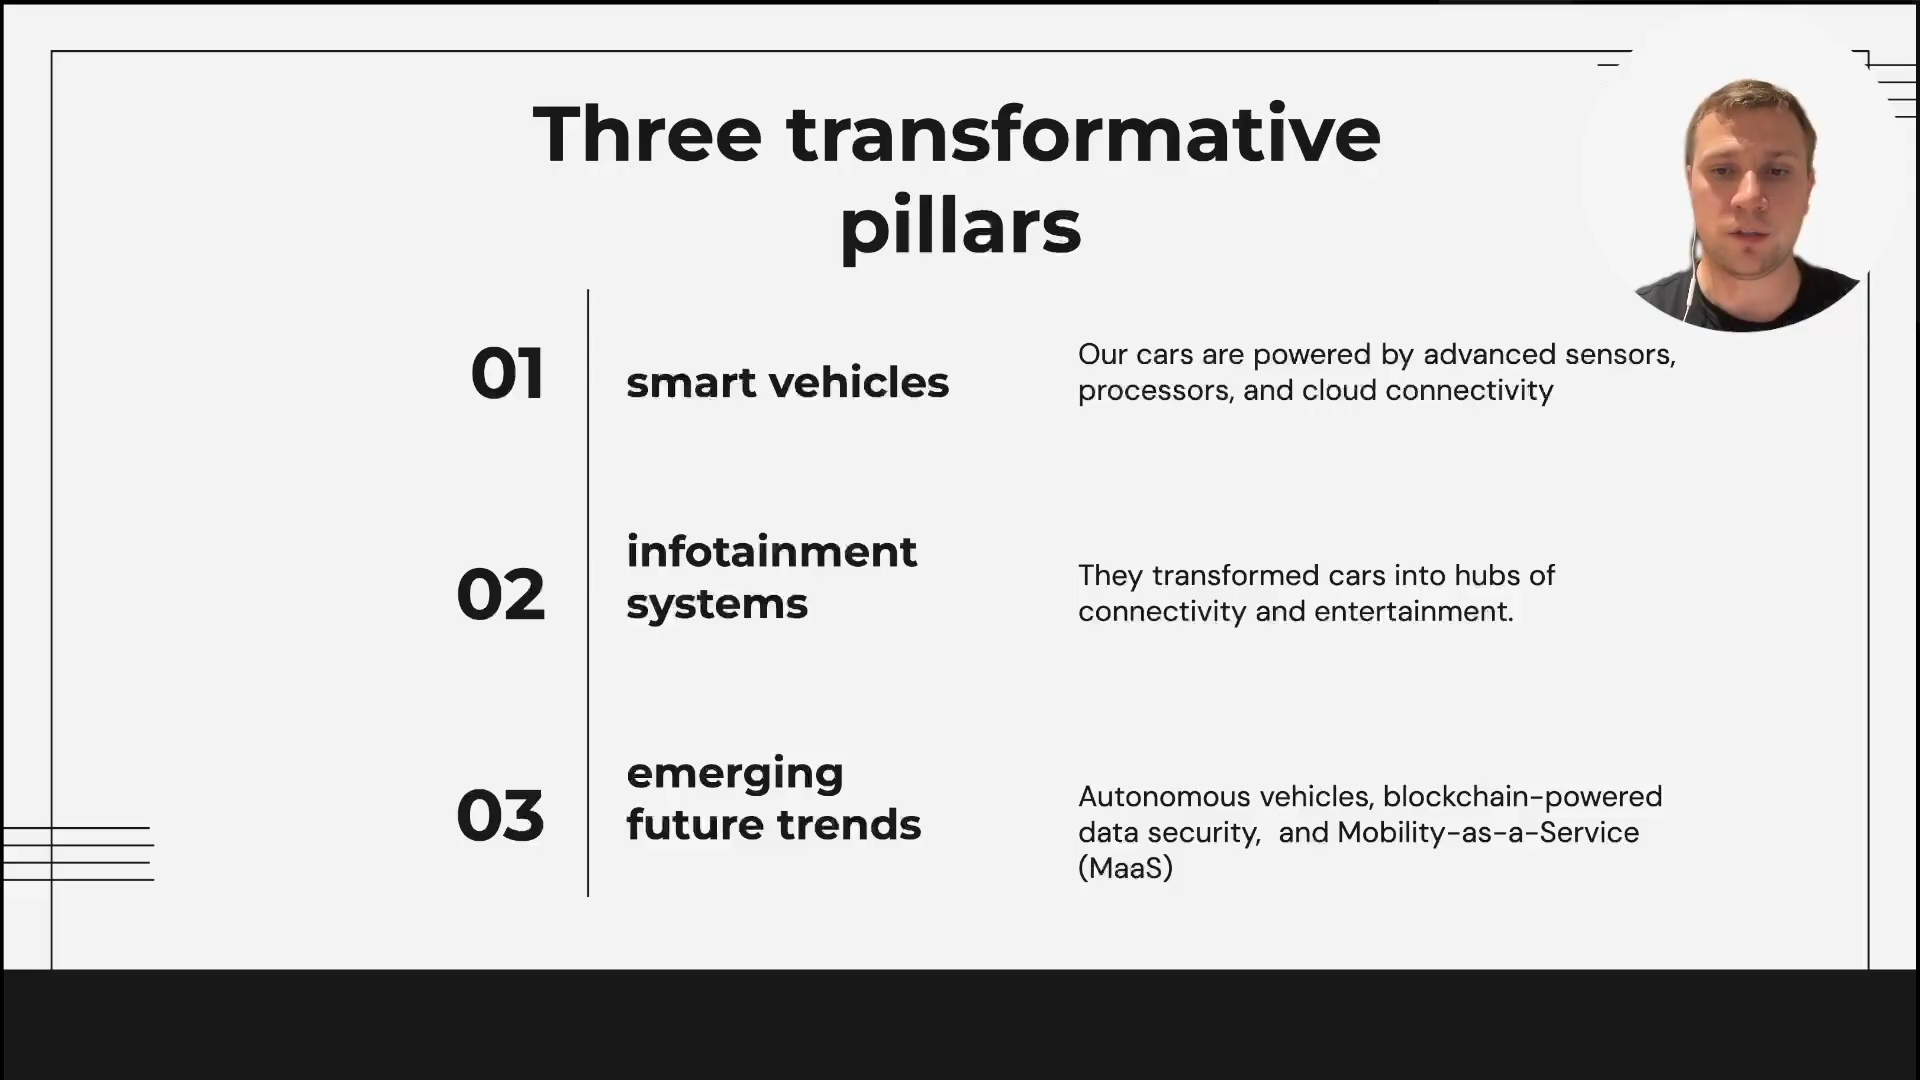 Three transformative
pillars
01
smart vehicles
Our cars are powered by advanced sensors,
processors, and cloud connectivity
02
infotainment
systems
They transformed cars into hubs of
connectivity and entertainment.
03
emerging
future trends
Autonomous vehicles, blockchain-powered
data security,  and Mobility-as-a-Service
(MaaS)